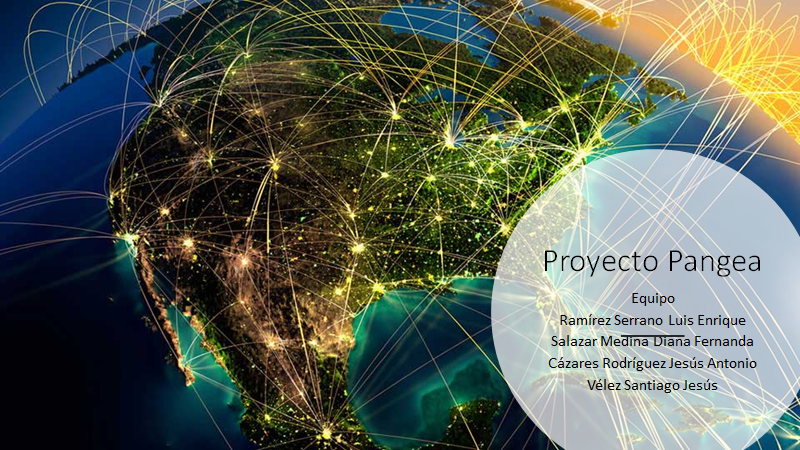 Proyecto Pangea
Equipo
Ramírez Serrano Luis Enrique
Salazar Medina Diana Fernanda
Cázares Rodríguez Jesús Antonio
Vélez Santiago Jesús